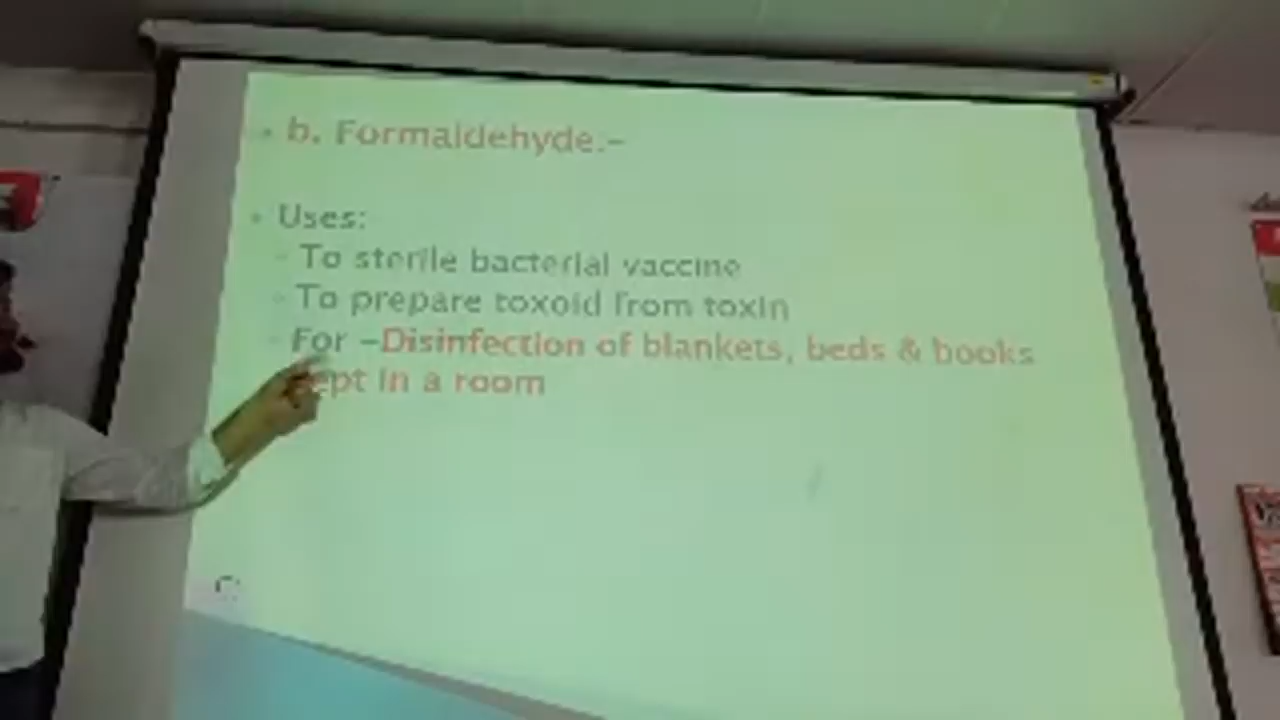 b. Formaldehyde.-
Uses:
To sterile bacterial vaccine
To prepare toxoid from toxin
For -Disinfection of blankets, beds & books
ept in a room